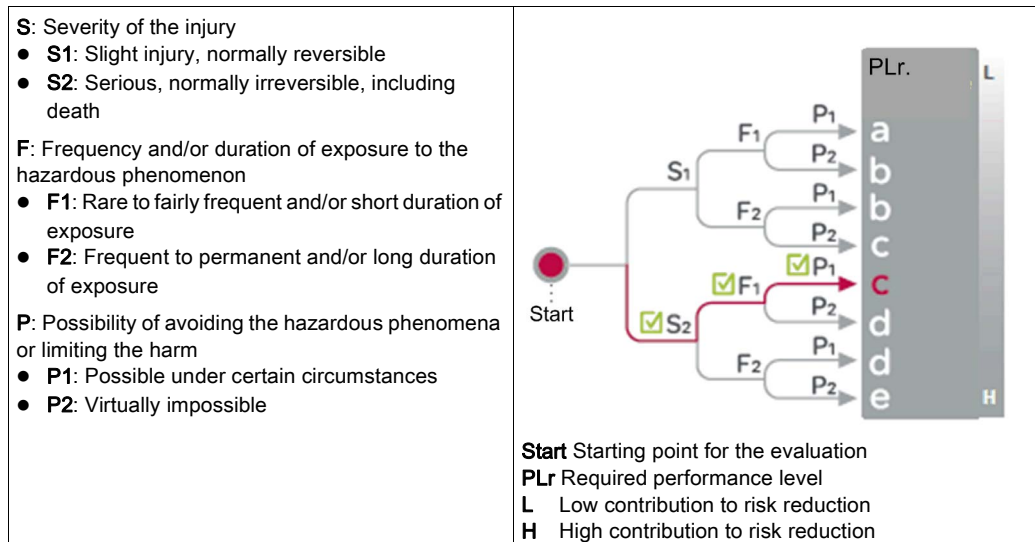 S: Severity of the injury
● S1: Slight injury, normally reversible
● S2: Serious, normally irreversible, including
death
F: Frequency and/or duration of exposure to the
hazardous phenomenon
● F1: Rare to fairly frequent and/or short duration of
exposure
● F2: Frequent to permanent and/or long duration
of exposure
P: Possibility of avoiding the hazardous phenomena
or limiting the harm
● P1: Possible under certain circumstances
● P2: Virtually impossible
PLr.
L
P1
a
F1
P2
b
S1
P1
b
F2
P2
c
Start
P1
c
F1
P2
d
S2
P1
d
F2
P2
e
H
Start Starting point for the evaluation
PLr Required performance level
L Low contribution to risk reduction
H High contribution to risk reduction